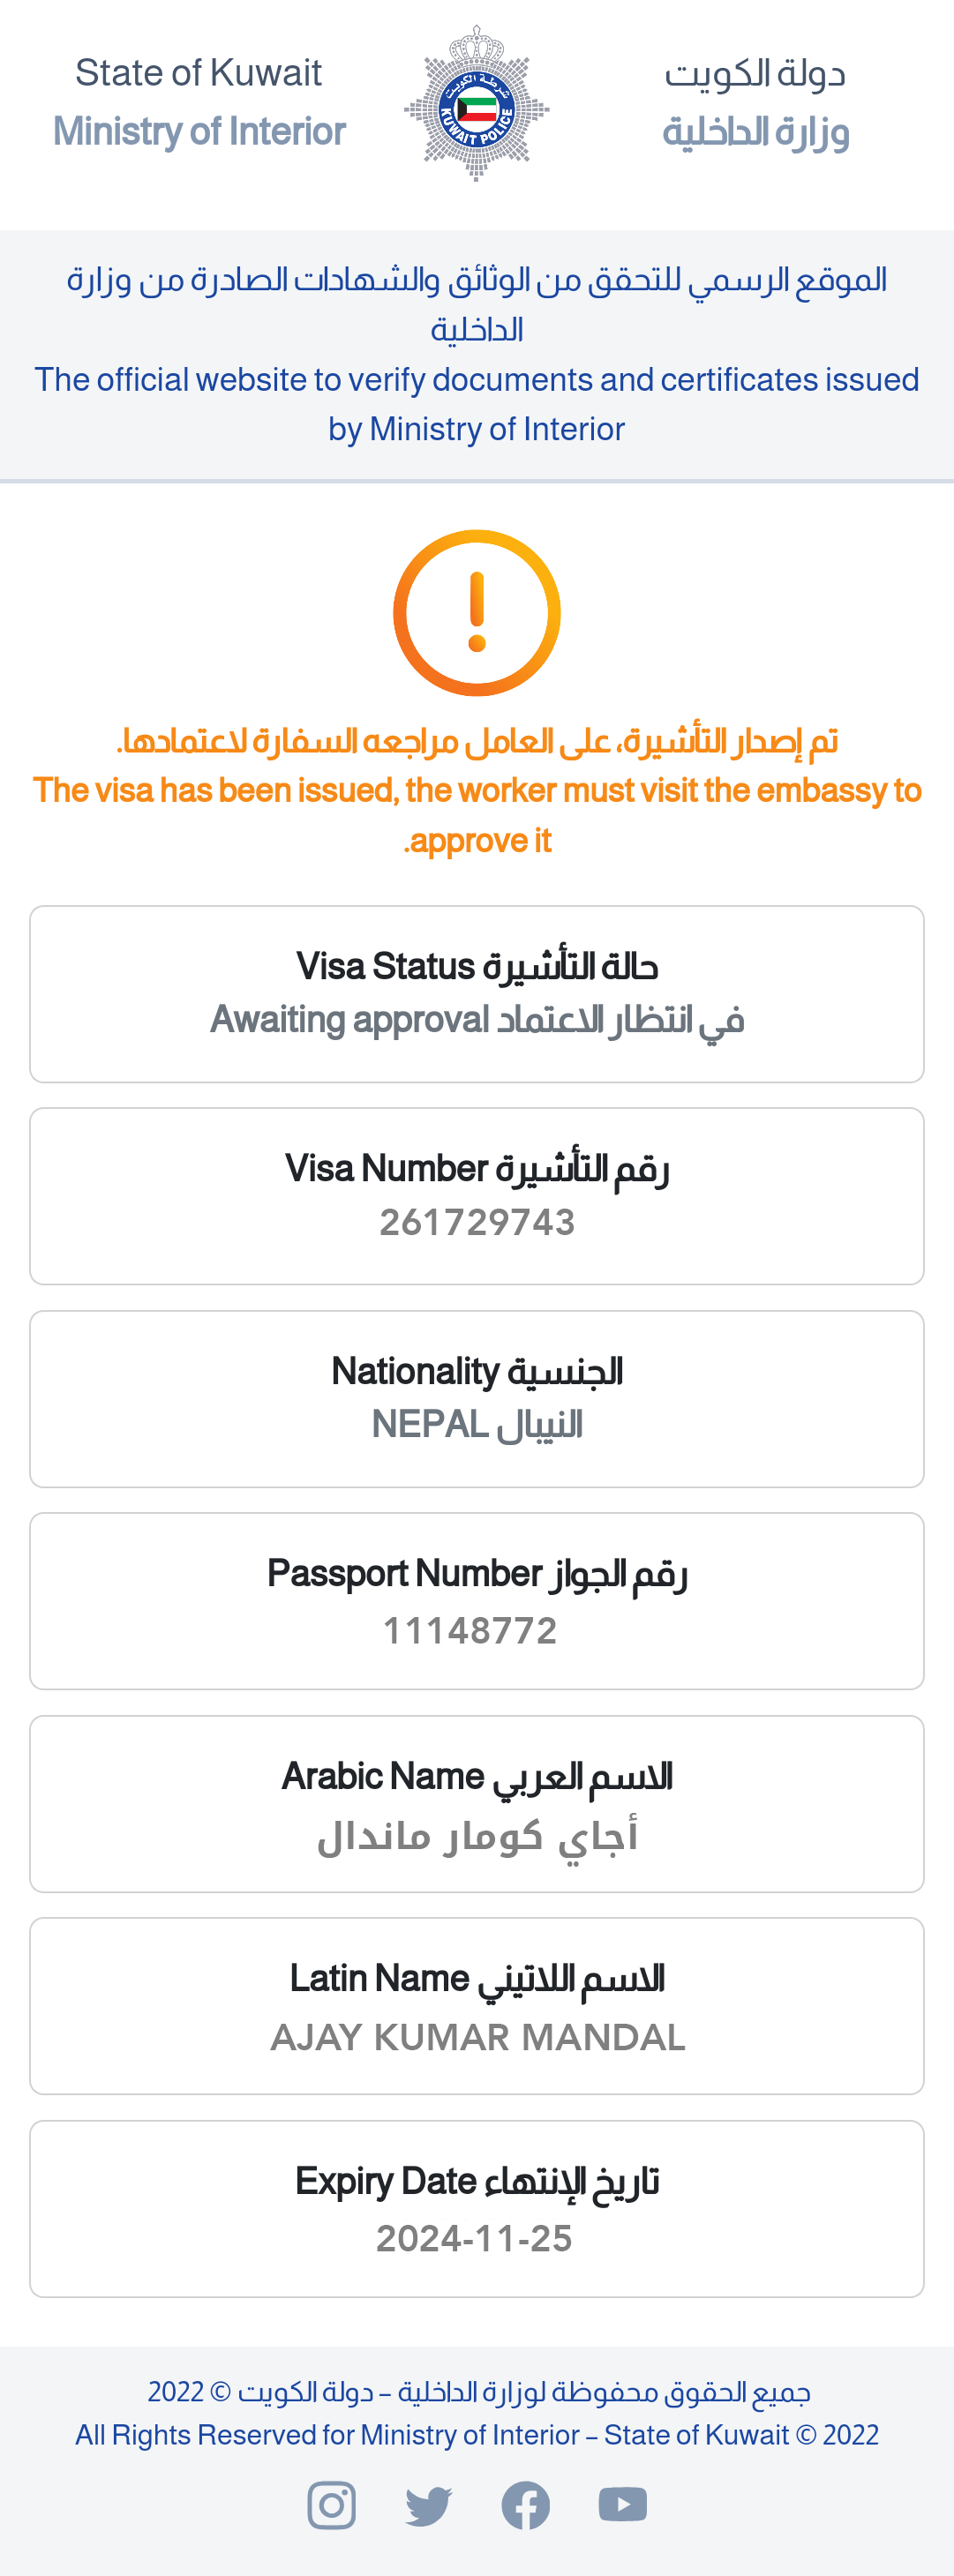 State of Kuwait
Ministry of Interior
شرطة الكويت
KUWAIT POLICE
دولة الكويت
وزارة الداخلية
الموقع الرسمي للتحقق من الوثائق والشهادات الصادرة من وزارة
الداخلية
The official website to verify documents and certificates issued
by Ministry of Interior
تم إصدار التأشيرة، على العامل مراجعه السفارة لاعتمادها.
The visa has been issued, the worker must visit the embassy to
.approve it
Visa Status حالة التأشيرة
Awaiting approval في انتظار الاعتماد
Visa Number رقم التأشيرة
261729743
Nationality الجنسية
NEPAL النيبال
Passport Number رقم الجواز
11148772
Arabic Name الاسم العربي
أجاي كومار ماندال
Latin Name الاسم اللاتيني
AJAY KUMAR MANDAL
Expiry Date تاريخ الإنتهاء
2024-11-25
جميع الحقوق محفوظة لوزارة الداخلية – دولة الكويت © 2022
All Rights Reserved for Ministry of Interior – State of Kuwait © 2022